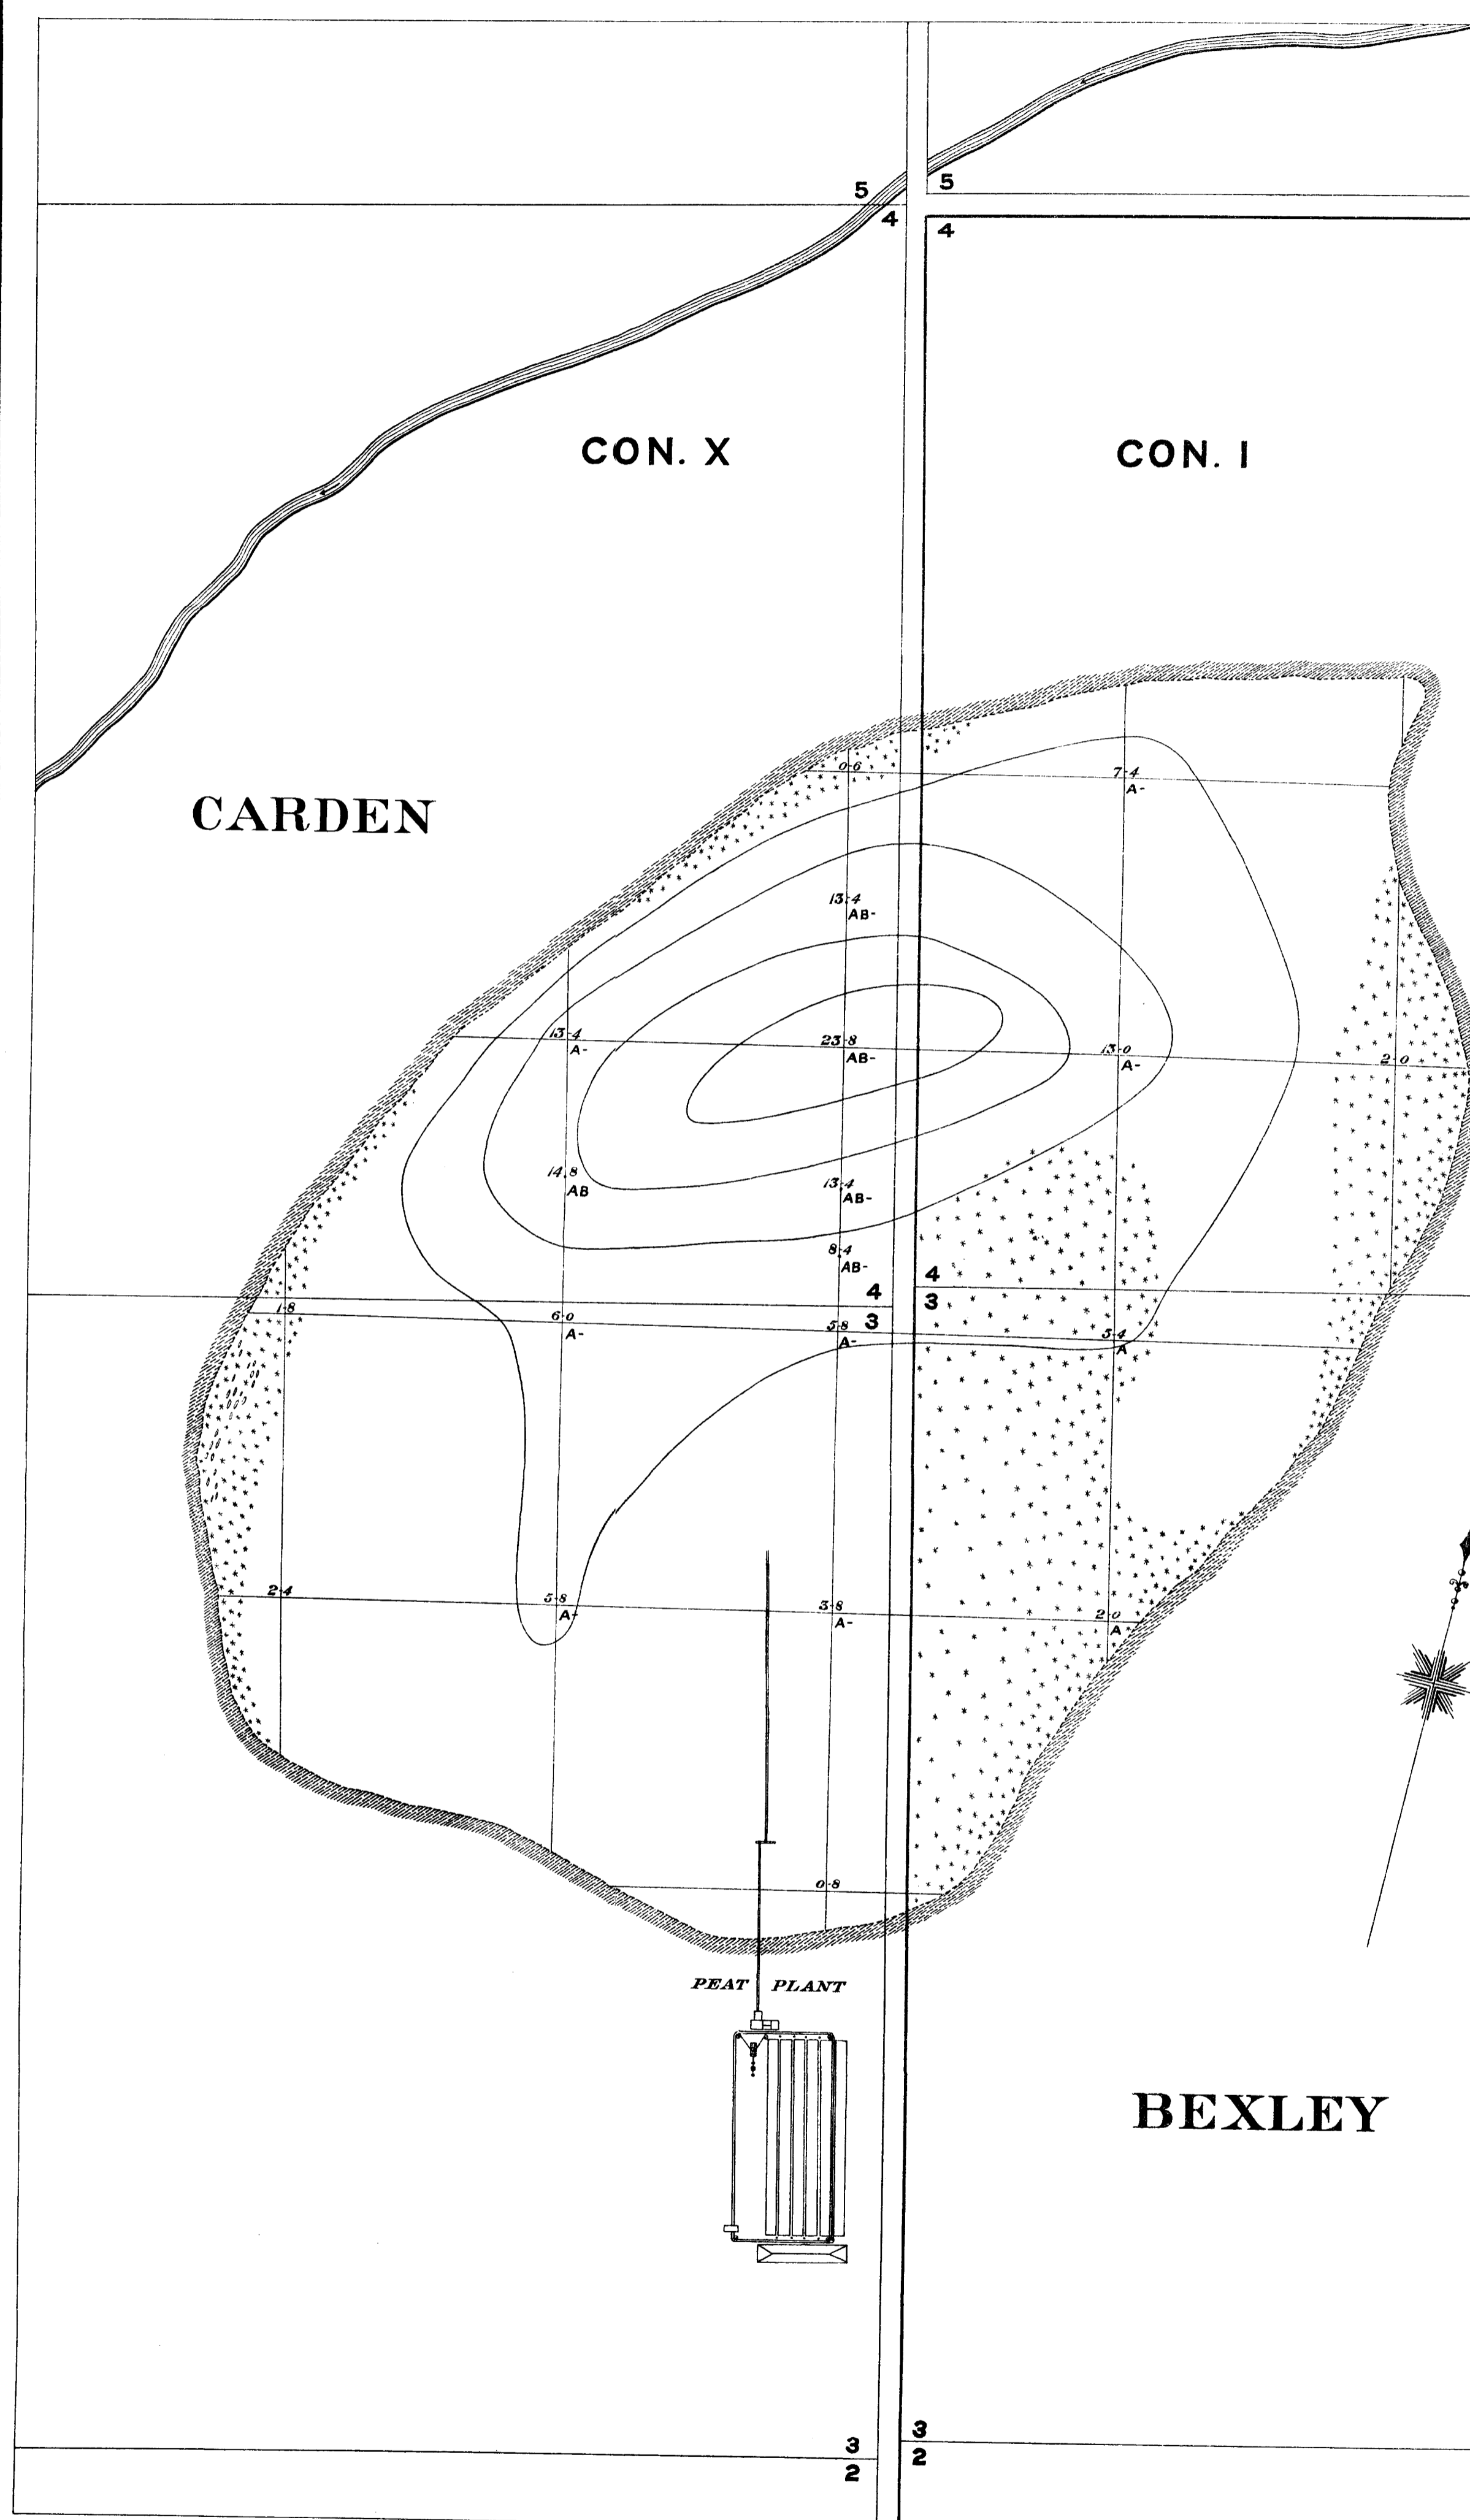 5 5
4 4
CON. X CON. I
0·6 7·4
A-
CARDEN
13·4
AB-
13·4 23·8 13·0 2·0
A- AB- A-
14·8 13·4
AB AB-
8·4
AB-
4 4
1·8 6·0 5·8 3 3 5·4
A- A- A
2·4 5·8 3·8 2·0
A- A- A
0·8
PEAT PLANT
BEXLEY
3 3
2 2